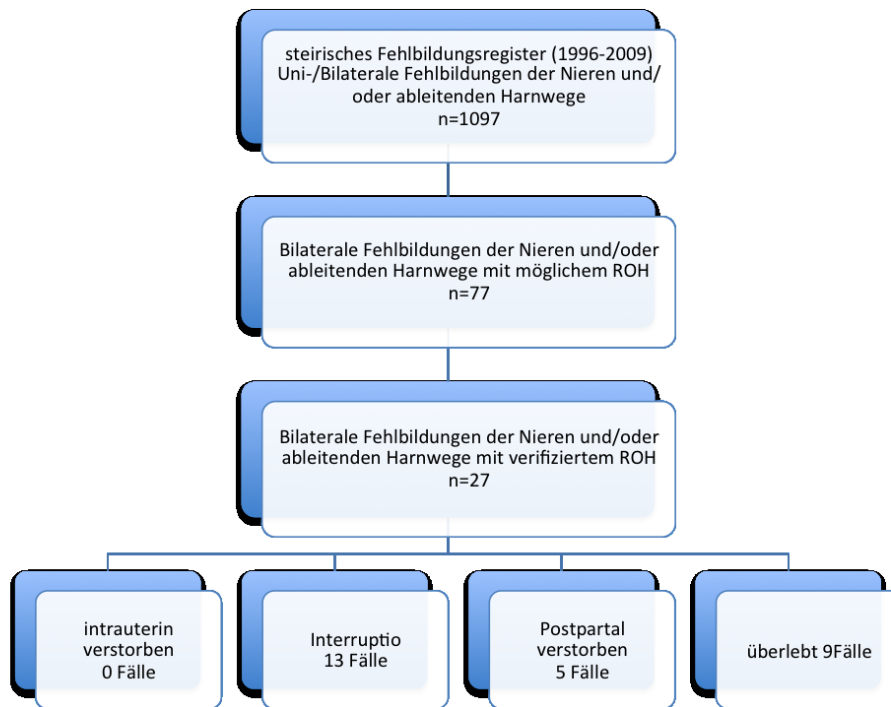 steirisches Fehlbildungsregister (1996-2009)
Uni-/Bilaterale Fehlbildungen der Nieren und/
oder ableitenden Harnwege
n=1097
Bilaterale Fehlbildungen der Nieren und/oder
ableitenden Harnwege mit möglichem ROH
n=77
Bilaterale Fehlbildungen der Nieren und/oder
ableitenden Harnwege mit verifiziertem ROH
n=27
intrauterin
verstorben
0 Fälle
Interruptio
13 Fälle
Postpartal
verstorben
5 Fälle
überlebt 9Fälle